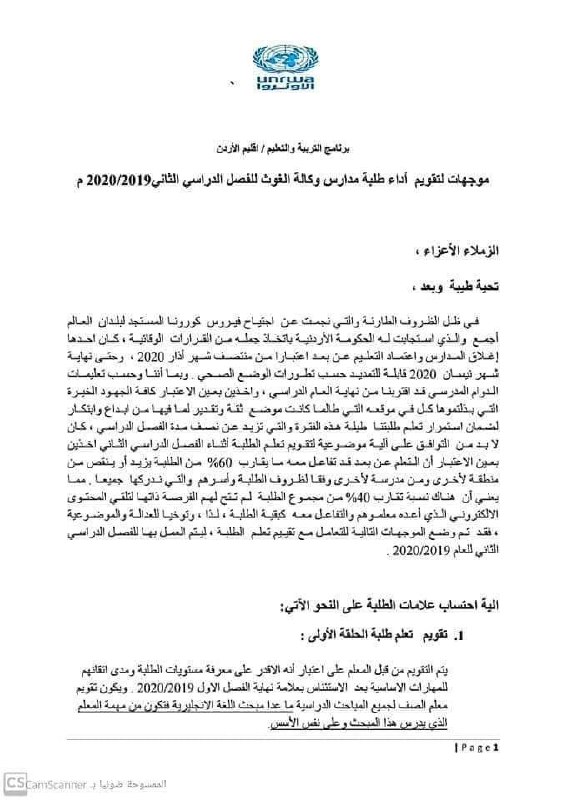 unrwa
الأونروا
برنامج التربية والتعليم / اقليم الأردن
موجهات لتقويم أداء طلبة مدارس وكالة الغوث للفصل الدراسي الثاني2020/2019 م
الزملاء الأعزاء ،
تحية طيبة وبعد ،
في ظل الظروف الطارئة والتي نجمت عن اجتياح فيروس كورونا المستجد لبلدان العالم
أجمع والذي استجابت له الحكومة الأردنية باتخاذ جمله من القرارات الوقائية ، كان احدها
إغلاق المدارس واعتماد التعليم عن بعد اعتبارا من منتصف شهر أذار 2020 ، وحتى نهاية
شهر نيسان 2020 قابلة للتمديد حسب تطورات الوضع الصحي . وبما أننا وحسب تعليمات
الدوام المدرسي قد اقتربنا من نهاية العام الدراسي ، واخذين بعين الاعتبار كافة الجهود الخيرة
التي بذلتموها كل في موقعه التي طالما كانت موضع ثقة وتقدير لما فيها من ابداع وابتكار
لضمان استمرار تعلم طلبتنا طيلة هذه الفترة والتي تزيد عن نصف مدة الفصل الدراسي ، كان
لا بد من التوافق على آلية موضوعية لتقويم تعلم الطلبة أثناء الفصل الدراسي الثاني اخذين
بعين الاعتبار أن التعلم عن بعد قد تفاعل معه ما يقارب 60% من الطلبة يزيد أو ينقص من
منطقة لأخرى ومن مدرسة لأخرى وفقا لظروف الطلبة وأسرهم والتي ندركها جميعا . مما
يعني أن هناك نسبة تقارب 40% من مجموع الطلبة لم تتح لهم الفرصة ذاتها لتلقي المحتوى
الالكتروني الذي أعده معلموهم والتفاعل معه كبقية الطلبة ، لذا ، وتوخيا للعدالة والموضوعية
، فقد تم وضع الموجهات التالية للتعامل مع تقييم تعلم الطلبة ، ليتم العمل بها للفصل الدراسي
الثاني للعام 2020/2019 .
الية احتساب علامات الطلبة على النحو الآتي:
1. تقويم تعلم طلبة الحلقة الأولى :
يتم التقويم من قبل المعلم على اعتبار أنه الاقدر على معرفة مستويات الطلبة ومدى اتقانهم
للمهارات الاساسية بعد الاستئناس بعلامة نهاية الفصل الاول 2020/2019 . ويكون تقويم
معلم الصف لجميع المباحث الدراسية ما عدا مبحث اللغة الانجليزية فتكون من مهمة المعلم
الذي يدرس هذا المبحث وعلى نفس الأسس.
| Page 1
CS CamScanner الممسوحة ضوئيا بـ